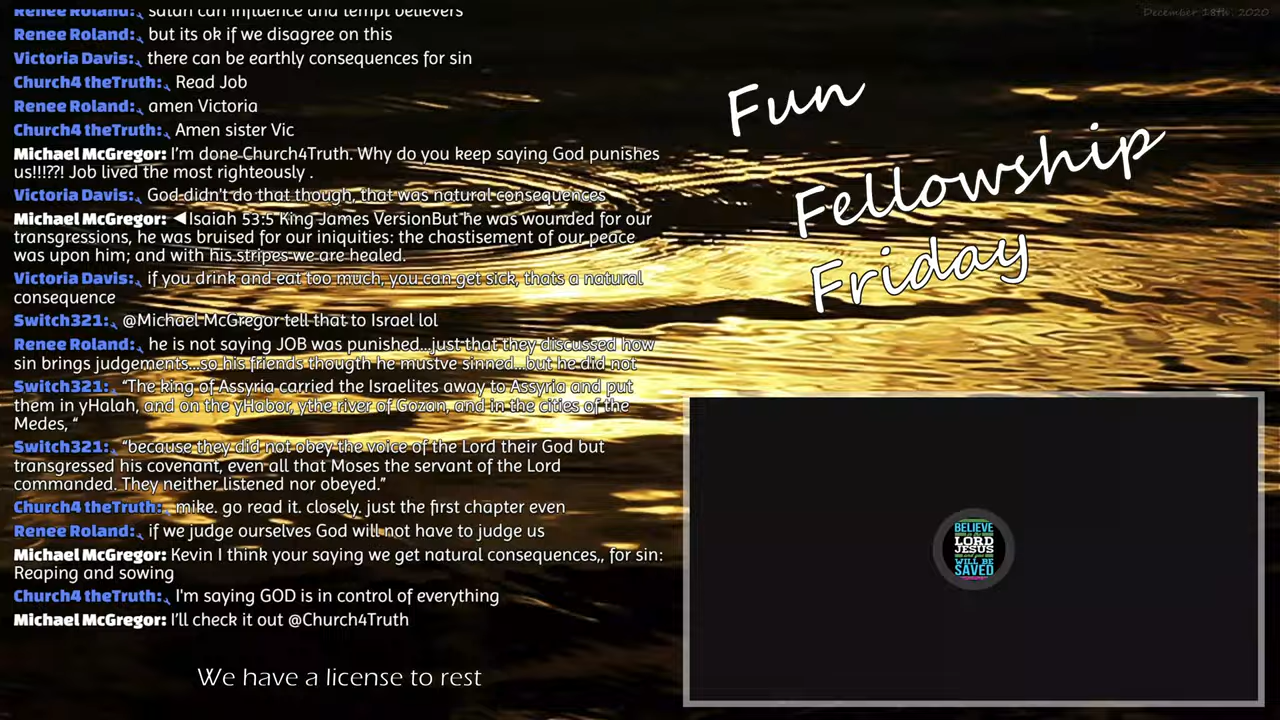 Renee Roland: satan can influence and tempt believers
Renee Roland: but its ok if we disagree on this
Victoria Davis: there can be earthly consequences for sin
Church4 theTruth: Read Job
Renee Roland: amen Victoria
Church4 theTruth: Amen sister Vic
Michael McGregor: I'm done Church4Truth. Why do you keep saying God punishes
us!!!??! Job lived the most righteously .
Victoria Davis: God didn't do that though, that was natural consequences
Michael McGregor: ◄Isaiah 53:5 King James VersionBut he was wounded for our
transgressions, he was bruised for our iniquities: the chastisement of our peace
was upon him; and with his stripes we are healed.
Victoria Davis: if you drink and eat too much, you can get sick, thats a natural
consequence
Switch321: @Michael McGregor tell that to Israel lol
Renee Roland: he is not saying JOB was punished...just that they discussed how
sin brings judgements...so his friends thougth he mustve sinned...but he did not
Switch321: “The king of Assyria carried the Israelites away to Assyria and put
them in yHalah, and on the yHabor, ythe river of Gozan, and in the cities of the
Medes, “
Switch321: “because they did not obey the voice of the Lord their God but
transgressed his covenant, even all that Moses the servant of the Lord
commanded. They neither listened nor obeyed.”
Church4 theTruth: mike. go read it. closely. just the first chapter even
Renee Roland: if we judge ourselves God will not have to judge us
Michael McGregor: Kevin I think your saying we get natural consequences,, for sin:
Reaping and sowing
Church4 theTruth: I'm saying GOD is in control of everything
Michael McGregor: I'll check it out @Church4Truth
We have a license to rest
December 18th, 2020
Fun
Fellowship
Friday
BELIEVE
LORD
JESUS
WILL BE
SAVED